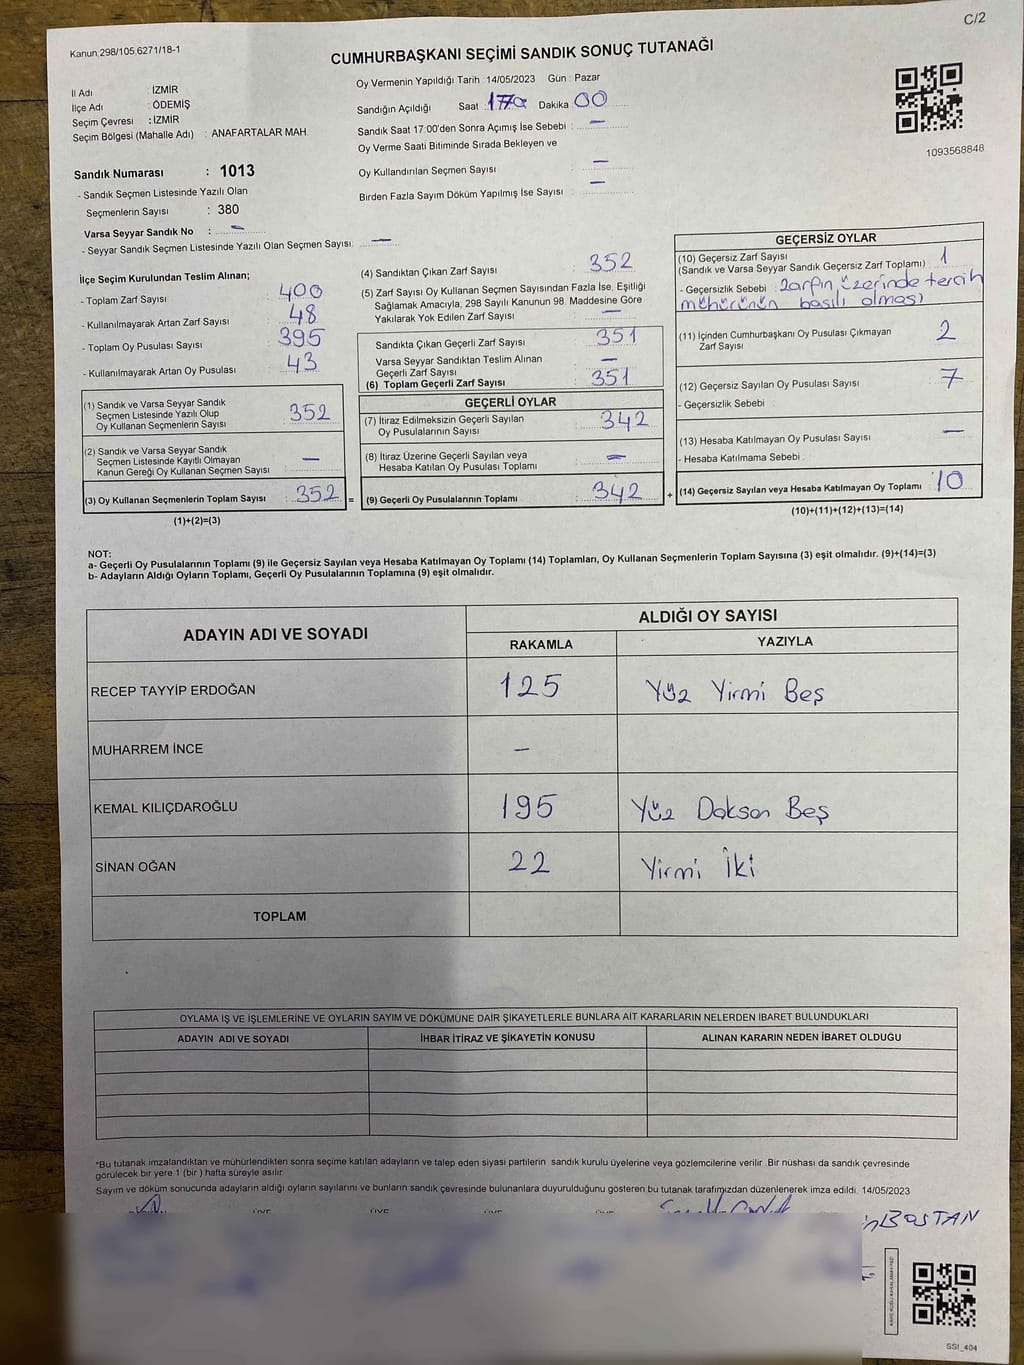 C/2
Kanun 298/105,6271/18-1
CUMHURBAŞKANI SEÇİMİ SANDIK SONUÇ TUTANAĞI
İl Adı : İZMİR
İlçe Adı : ÖDEMİŞ
Seçim Çevresi : İZMİR
Seçim Bölgesi (Mahalle Adı) : ANAFARTALAR MAH.
Oy Vermenin Yapıldığı Tarih : 14/05/2023 Gün : Pazar
Sandığın Açıldığı Saat Dakika 00
Sandık Saat 17:00'den Sonra Açımış İse Sebebi : —
Oy Verme Saati Bitiminde Sırada Bekleyen ve
Oy Kullandırılan Seçmen Sayısı : —
Birden Fazla Sayım Döküm Yapılmış İse Sayısı : —
1093568848
Sandık Numarası : 1013
- Sandık Seçmen Listesinde Yazılı Olan
Seçmenlerin Sayısı : 380
Varsa Seyyar Sandık No : —
- Seyyar Sandık Seçmen Listesinde Yazılı Olan Seçmen Sayısı: —
İlçe Seçim Kurulundan Teslim Alınan;
- Toplam Zarf Sayısı : 400
- Kullanılmayarak Artan Zarf Sayısı : 48
- Toplam Oy Pusulası Sayısı : 395
- Kullanılmayarak Artan Oy Pusulası : 43
(1) Sandık ve Varsa Seyyar Sandık
Seçmen Listesinde Yazılı Olup
Oy Kullanan Seçmenlerin Sayısı : 352
(2) Sandık ve Varsa Seyyar Sandık
Seçmen Listesinde Kayıtlı Olmayan
Kanun Gereği Oy Kullanan Seçmen Sayısı : —
(3) Oy Kullanan Seçmenlerin Toplam Sayısı : 352 =
(1)+(2)=(3)
(4) Sandıktan Çıkan Zarf Sayısı : 352
(5) Zarf Sayısı Oy Kullanan Seçmen Sayısından Fazla İse, Eşitliği
Sağlamak Amacıyla, 298 Sayılı Kanunun 98. Maddesine Göre
Yakılarak Yok Edilen Zarf Sayısı : —
Sandıkta Çıkan Geçerli Zarf Sayısı : 351
Varsa Seyyar Sandıktan Teslim Alınan
Geçerli Zarf Sayısı : —
(6) Toplam Geçerli Zarf Sayısı : 351
GEÇERLİ OYLAR
(7) İtiraz Edilmeksizin Geçerli Sayılan
Oy Pusulalarının Sayısı : 342
(8) İtiraz Üzerine Geçerli Sayılan veya
Hesaba Katılan Oy Pusulası Toplamı : —
(9) Geçerli Oy Pusulalarının Toplamı : 342 +
GEÇERSİZ OYLAR
(10) Geçersiz Zarf Sayısı : 1
(Sandık ve Varsa Seyyar Sandık Geçersiz Zarf Toplamı)
- Geçersizlik Sebebi : Zarfın üzerinde tercih
mührünün basılı olması
(11) İçinden Cumhurbaşkanı Oy Pusulası Çıkmayan
Zarf Sayısı : 2
(12) Geçersiz Sayılan Oy Pusulası Sayısı : 7
- Geçersizlik Sebebi :
(13) Hesaba Katılmayan Oy Pusulası Sayısı : —
- Hesaba Katılmama Sebebi :
(14) Geçersiz Sayılan veya Hesaba Katılmayan Oy Toplamı : 10
(10)+(11)+(12)+(13)=(14)
NOT:
a- Geçerli Oy Pusulalarının Toplamı (9) ile Geçersiz Sayılan veya Hesaba Katılmayan Oy Toplamı (14) Toplamları, Oy Kullanan Seçmenlerin Toplam Sayısına (3) eşit olmalıdır. (9)+(14)=(3)
b- Adayların Aldığı Oyların Toplamı, Geçerli Oy Pusulalarının Toplamına (9) eşit olmalıdır.
ADAYIN ADI VE SOYADI
ALDIĞI OY SAYISI
RAKAMLA YAZIYLA
RECEP TAYYİP ERDOĞAN 125 Yüz Yirmi Beş
MUHARREM İNCE —
KEMAL KILIÇDAROĞLU 195 Yüz Doksan Beş
SİNAN OĞAN 22 Yirmi İki
TOPLAM
OYLAMA İŞ VE İŞLEMLERİNE VE OYLARIN SAYIM VE DÖKÜMÜNE DAİR ŞİKAYETLERLE BUNLARA AİT KARARLARIN NELERDEN İBARET BULUNDUKLARI
ADAYIN ADI VE SOYADI İHBAR İTİRAZ VE ŞİKAYETİN KONUSU ALINAN KARARIN NEDEN İBARET OLDUĞU
*Bu tutanak imzalandıktan ve mühürlendikten sonra seçime katılan adayların ve talep eden siyasi partilerin sandık kurulu üyelerine veya gözlemcilerine verilir. Bir nüshası da sandık çevresinde
görülecek bir yere 1 (bir ) hafta süreyle asılır.
Sayım ve döküm sonucunda adayların aldığı oyların sayılarını ve bunların sandık çevresinde bulunanlara duyurulduğunu gösteren bu tutanak tarafımızdan düzenlenerek imza edildi. 14/05/2023
ÜYE ÜYE ÜYE ÜYE
BOSTAN
SSI_404